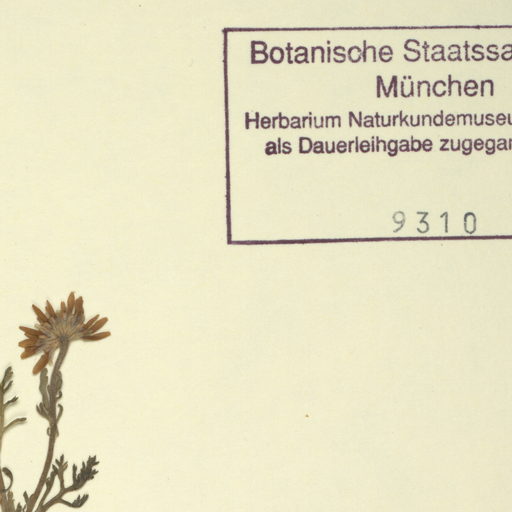 Botanische Staatssa
München
Herbarium Naturkundemuseu
als Dauerleihgabe zugegan
9310